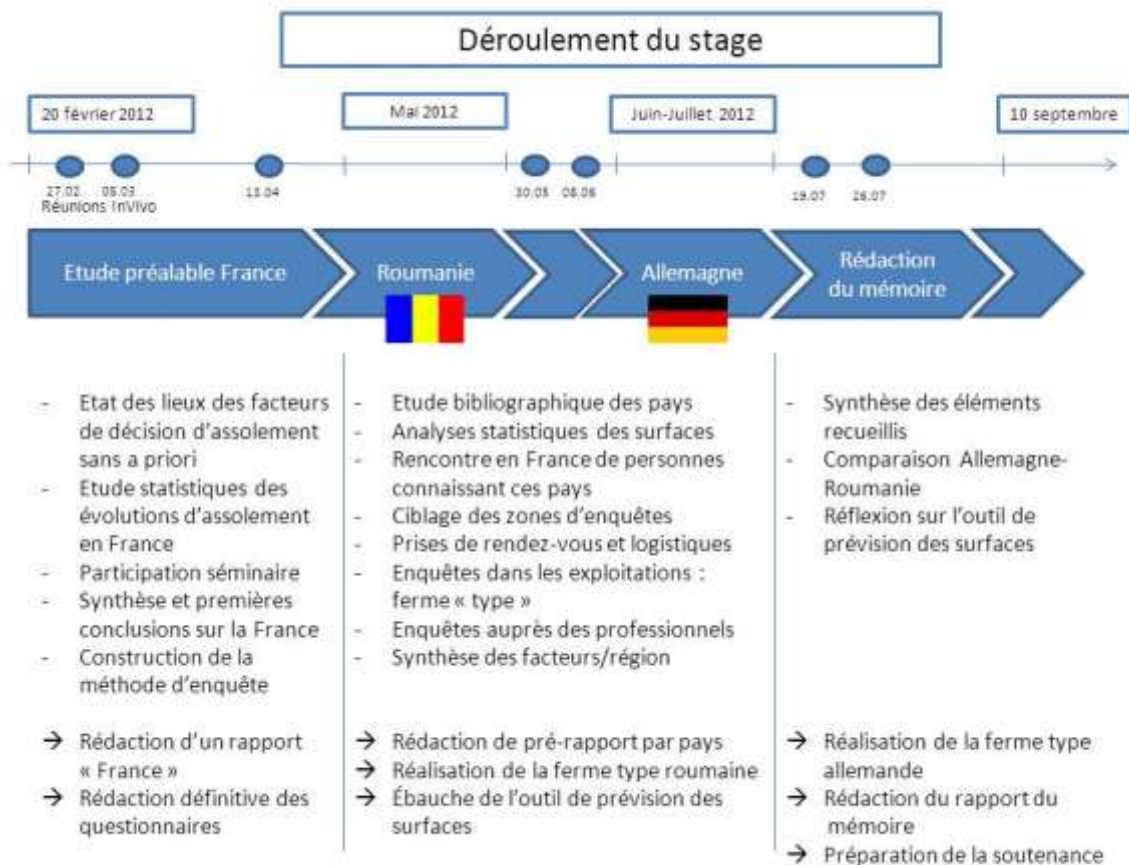 Déroulement du stage
20 février 2012
Mai 2012
Juin-Juillet 2012
10 septembre
27.02
05.03
13.04
30.05
08.06
19.07
26.07
Réunions InVivo
Etude préalable France
Roumanie
Allemagne
Rédaction
du mémoire
- Etat des lieux des facteurs
de décision d'assolement
sans a priori
- Etude statistiques des
évolutions d'assolement
en France
- Participation séminaire
- Synthèse et premières
conclusions sur la France
- Construction de la
méthode d'enquête
→ Rédaction d'un rapport
« France »
→ Rédaction définitive des
questionnaires
- Etude bibliographique des pays
- Analyses statistiques des surfaces
- Rencontre en France de personnes
connaissant ces pays
- Ciblage des zones d'enquêtes
- Prises de rendez-vous et logistiques
- Enquêtes dans les exploitations :
ferme « type »
- Enquêtes auprès des professionnels
- Synthèse des facteurs/région
→ Rédaction de pré-rapport par pays
→ Réalisation de la ferme type roumaine
→ Ébauche de l'outil de prévision des
surfaces
- Synthèse des éléments
recueillis
- Comparaison Allemagne-
Roumanie
- Réflexion sur l'outil de
prévision des surfaces
→ Réalisation de la ferme type
allemande
→ Rédaction du rapport du
mémoire
→ Préparation de la soutenance